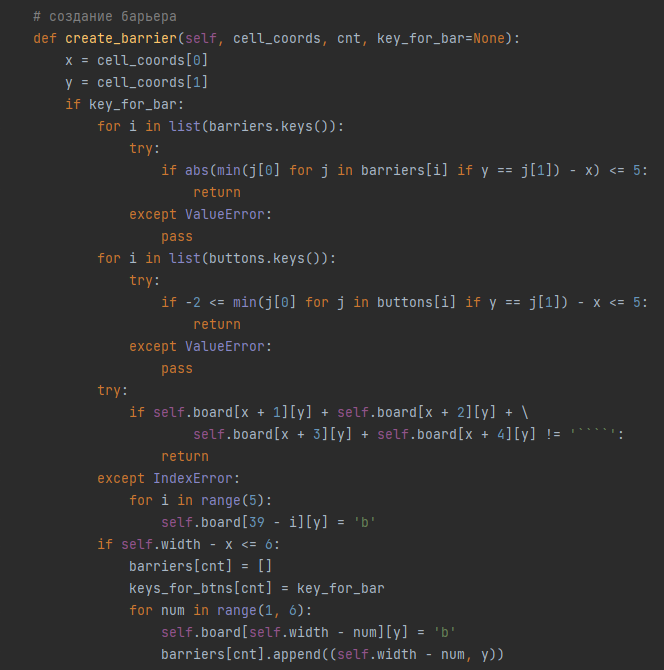 # создание барьера
    def create_barrier(self, cell_coords, cnt, key_for_bar=None):
        x = cell_coords[0]
        y = cell_coords[1]
        if key_for_bar:
            for i in list(barriers.keys()):
                try:
                    if abs(min(j[0] for j in barriers[i] if y == j[1]) - x) <= 5:
                        return
                except ValueError:
                    pass
            for i in list(buttons.keys()):
                try:
                    if -2 <= min(j[0] for j in buttons[i] if y == j[1]) - x <= 5:
                        return
                except ValueError:
                    pass
            try:
                if self.board[x + 1][y] + self.board[x + 2][y] + \
                        self.board[x + 3][y] + self.board[x + 4][y] != '````':
                    return
            except IndexError:
                for i in range(5):
                    self.board[39 - i][y] = 'b'
            if self.width - x <= 6:
                barriers[cnt] = []
                keys_for_btns[cnt] = key_for_bar
                for num in range(1, 6):
                    self.board[self.width - num][y] = 'b'
                    barriers[cnt].append((self.width - num, y))